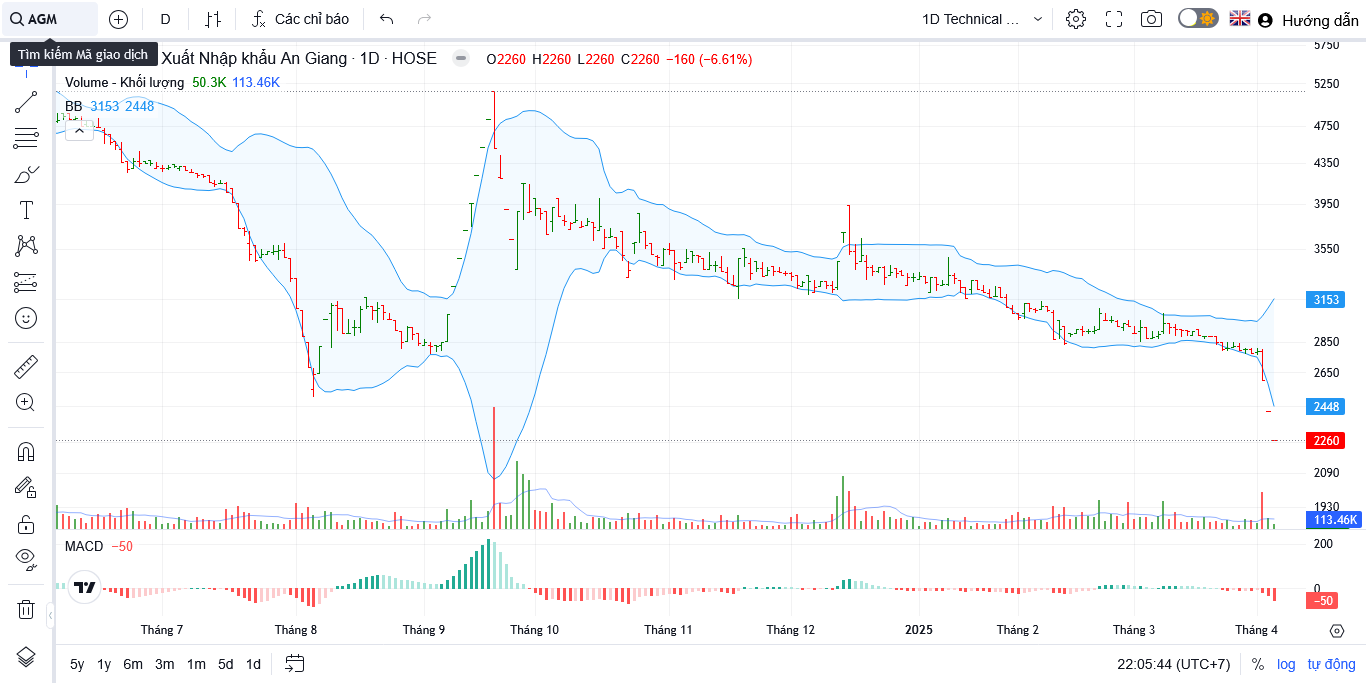 AGM
D
Các chỉ báo
1D Technical ...
Hướng dẫn
Tìm kiếm Mã giao dịch
Xuất Nhập khẩu An Giang · 1D · HOSE
O2260 H2260 L2260 C2260 −160 (−6.61%)
Volume - Khối lượng 50.3K 113.46K
BB 3153 2448
5750
5250
4750
4350
3950
3550
3153
2850
2650
2448
2260
2090
1930
113.46K
MACD −50
200
0
−50
Tháng 7
Tháng 8
Tháng 9
Tháng 10
Tháng 11
Tháng 12
2025
Tháng 2
Tháng 3
Tháng 4
5y 1y 6m 3m 1m 5d 1d
22:05:44 (UTC+7)
% log tự động